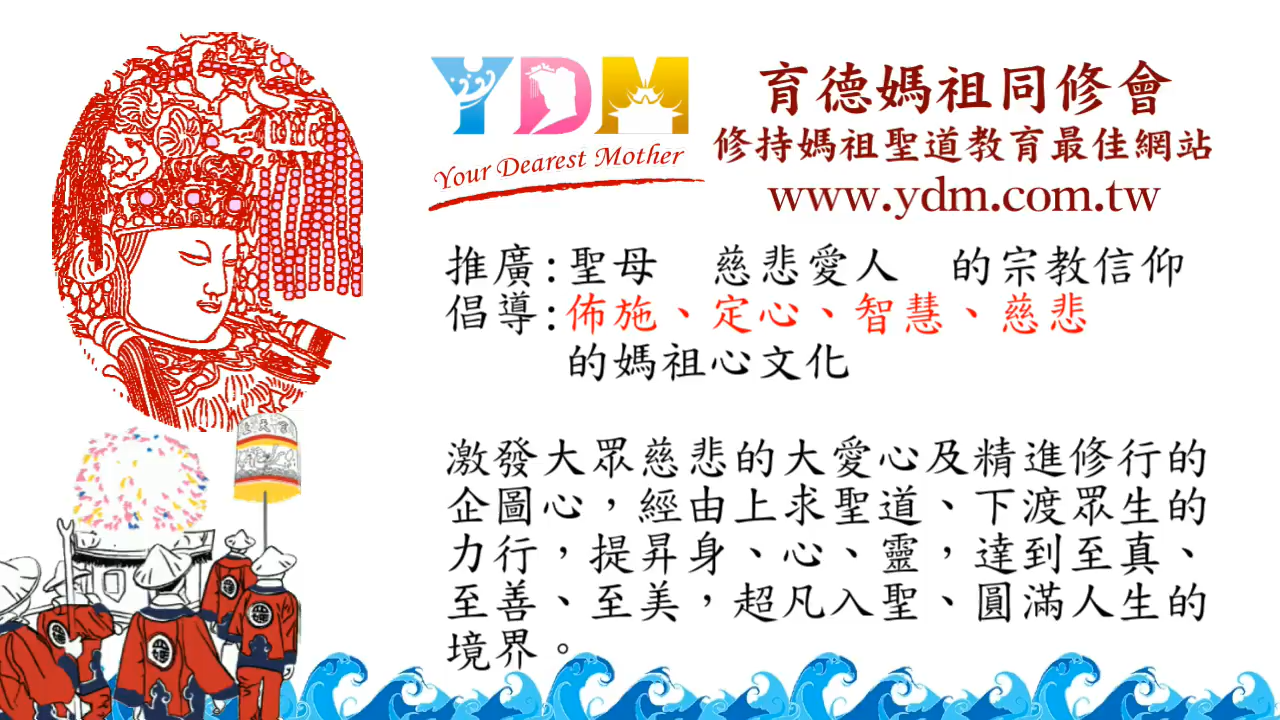 YDM
Your Dearest Mother
育德媽祖同修會
修持媽祖聖道教育最佳網站
www.ydm.com.tw
推廣:聖母 慈悲愛人 的宗教信仰
倡導:佈施、定心、智慧、慈悲
的媽祖心文化
激發大眾慈悲的大愛心及精進修行的
企圖心，經由上求聖道、下渡眾生的
力行，提昇身、心、靈，達到至真、
至善、至美，超凡入聖、圓滿人生的
境界。